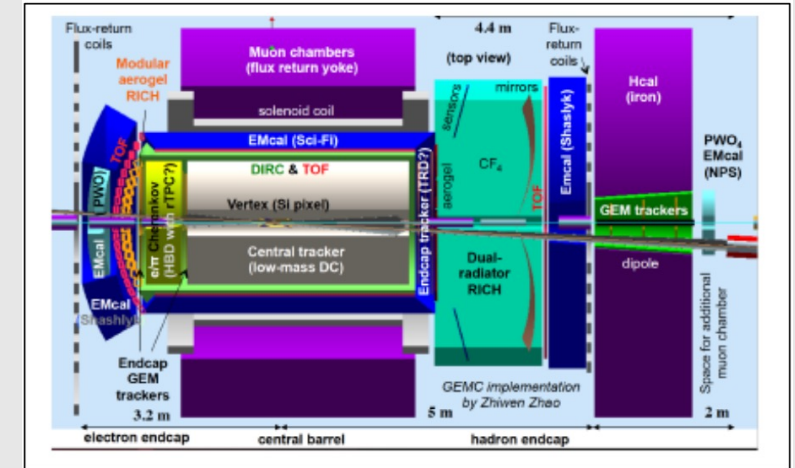 Flux-return
coils
4.4 m
Flux-
return
coils
Muon chambers
(flux return yoke)
(top view)
Modular
aerogel
RICH
Hcal
(iron)
sensors
mirrors
solenoid coil
EMcal (Sci-Fi)
TOF
DIRC & TOF
CF4
aerogel
Emcal (Shaslyk)
PWO4
EMcal
(NPS)
EMcal (PWO)
e/π Cherenkov
(HBD with rTPC?)
Vertex (Si pixel)
Endcap tracker (TRD?)
TOF
GEM trackers
Central tracker
(low-mass DC)
Dual-
radiator
RICH
dipole
EMcal
Shashlyk
Space for additional
muon chamber
Endcap
GEM
trackers
GEMC implementation
by Zhiwen Zhao
3.2 m
5 m
2 m
electron endcap
central barrel
hadron endcap